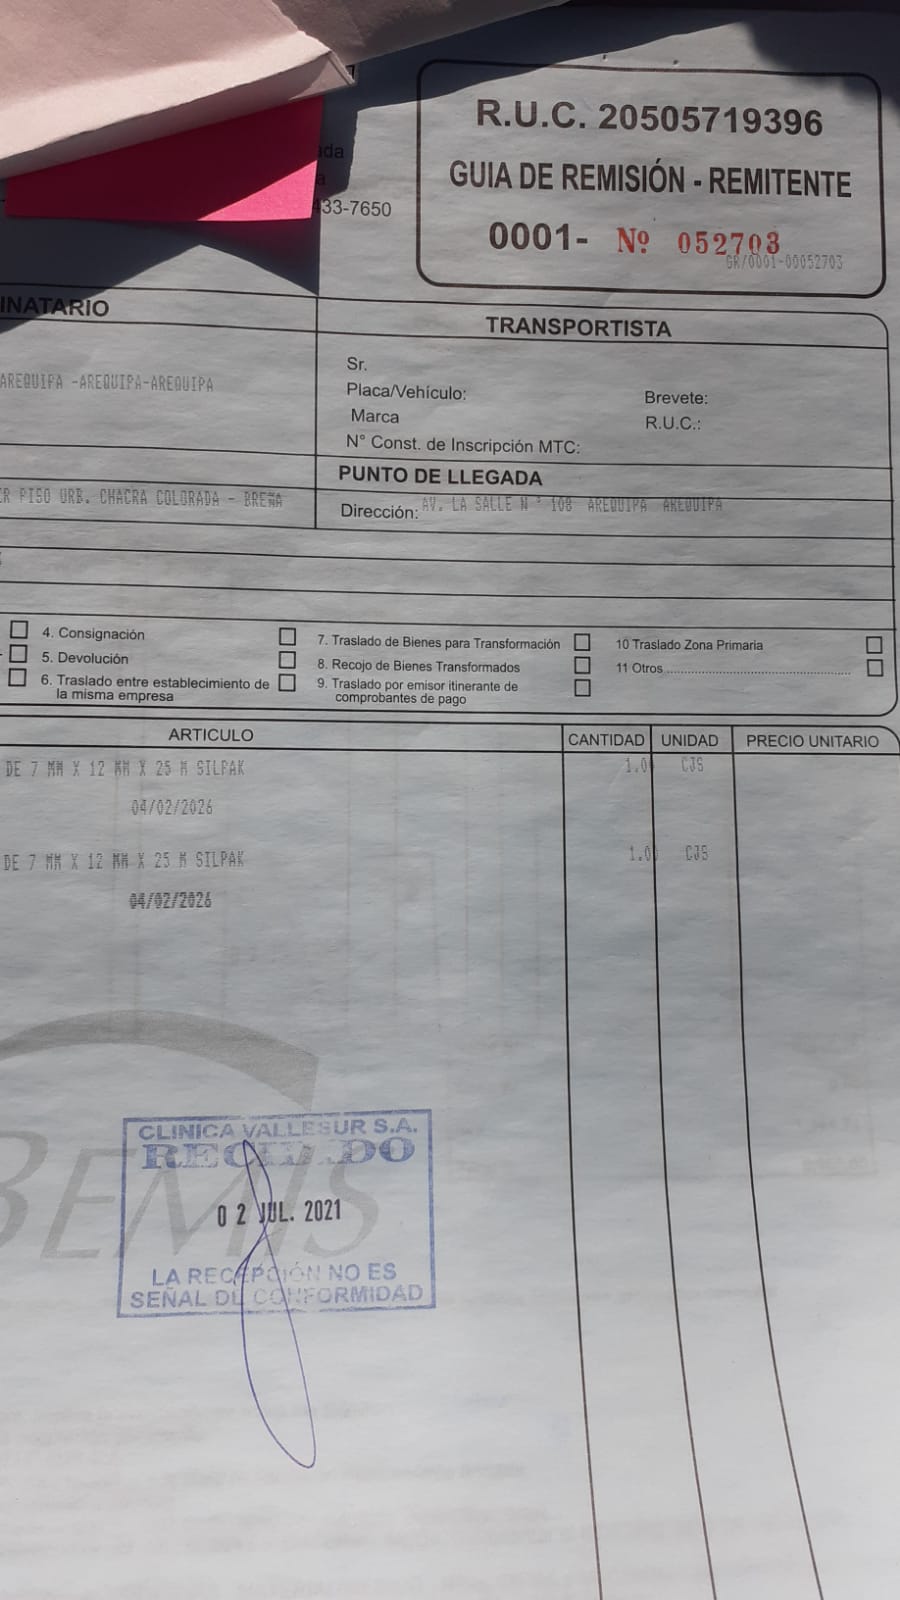 R.U.C. 20505719396
GUIA DE REMISIÓN - REMITENTE
0001- Nº 052703
GR/0001-00052703
ada
a
433-7650
INATARIO
AREQUIPA -AREQUIPA-AREQUIPA
TRANSPORTISTA
Sr.
Placa/Vehículo: Brevete:
Marca R.U.C.:
N° Const. de Inscripción MTC:
ER PISO URB. CHACRA COLORADA - BREÑA
PUNTO DE LLEGADA
Dirección: AV. LA SALLE N ° 108 AREQUIPA AREQUIPA
4. Consignación
5. Devolución
6. Traslado entre establecimiento de
la misma empresa
7. Traslado de Bienes para Transformación
8. Recojo de Bienes Transformados
9. Traslado por emisor itinerante de
comprobantes de pago
10 Traslado Zona Primaria
11 Otros
ARTICULO CANTIDAD UNIDAD PRECIO UNITARIO
DE 7 MM X 12 MM X 25 M SILPAK 1.00 CJS
04/02/2026
DE 7 MM X 12 MM X 25 M SILPAK 1.00 CJS
04/02/2026
BEMIS
CLINICA VALLESUR S.A.
RECIBIDO
02 JUL. 2021
LA RECEPCIÓN NO ES
SEÑAL DE CONFORMIDAD